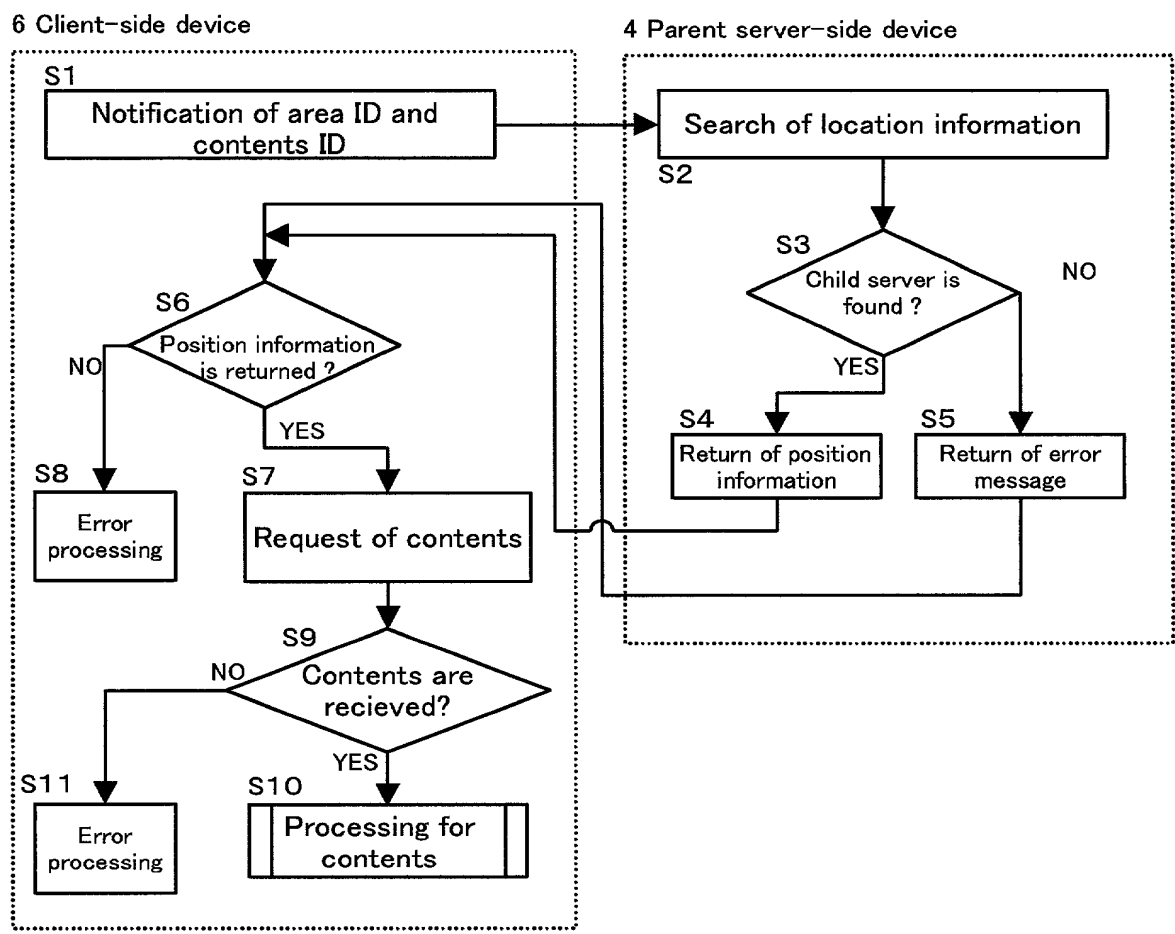 6 Client-side device
4 Parent server-side device
S1
Notification of area ID and
contents ID
Search of location information
S2
S3
Child server is
found ?
NO
YES
S4
Return of position
information
S5
Return of error
message
S6
Position information
is returned ?
NO
YES
S8
Error
processing
S7
Request of contents
S9
Contents are
recieved?
NO
YES
S11
Error
processing
S10
Processing for
contents